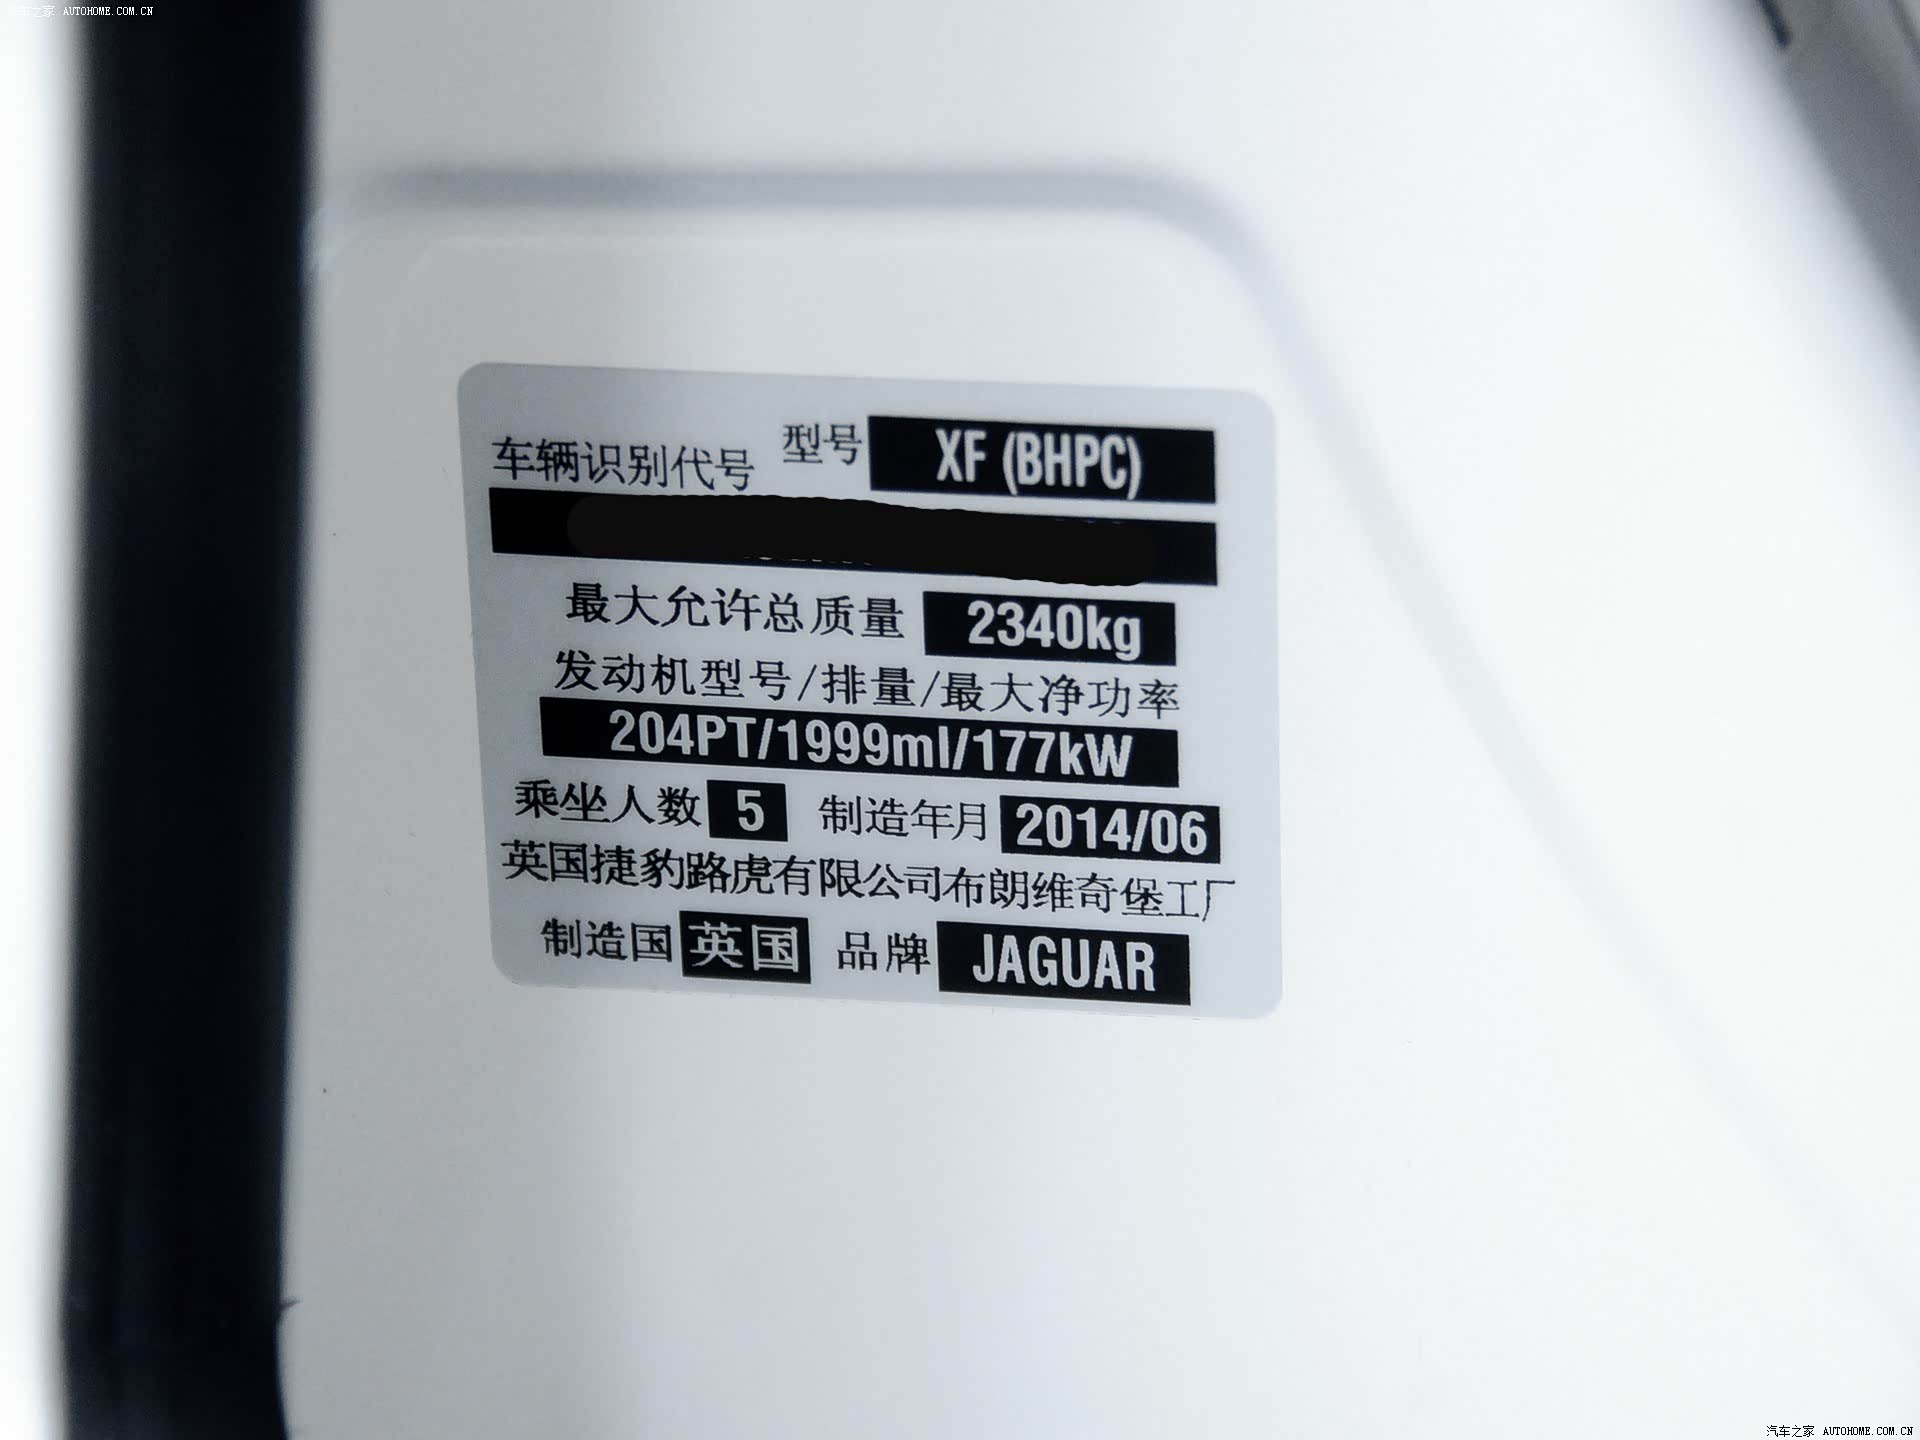 汽车之家 AUTOHOME.COM.CN
车辆识别代号 型号 XF (BHPC)
最大允许总质量 2340kg
发动机型号/排量/最大净功率
204PT/1999ml/177kW
乘坐人数 5 制造年月 2014/06
英国捷豹路虎有限公司布朗维奇堡工厂
制造国 英国 品牌 JAGUAR
汽车之家 AUTOHOME.COM.CN